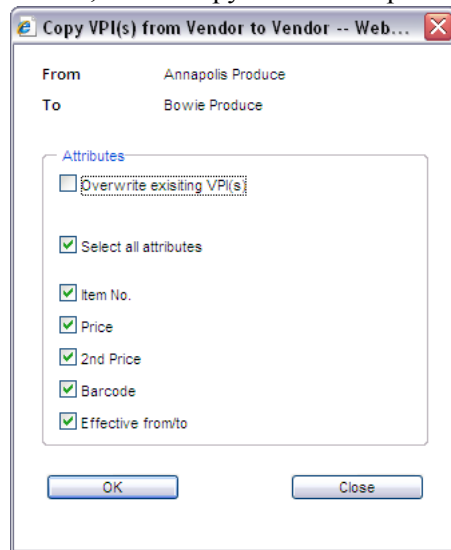 Copy VPI(s) from Vendor to Vendor -- Web...
From Annapolis Produce
To Bowie Produce
Attributes
Overwrite exisiting VPI(s)
Select all attributes
Item No.
Price
2nd Price
Barcode
Effective from/to
OK Close